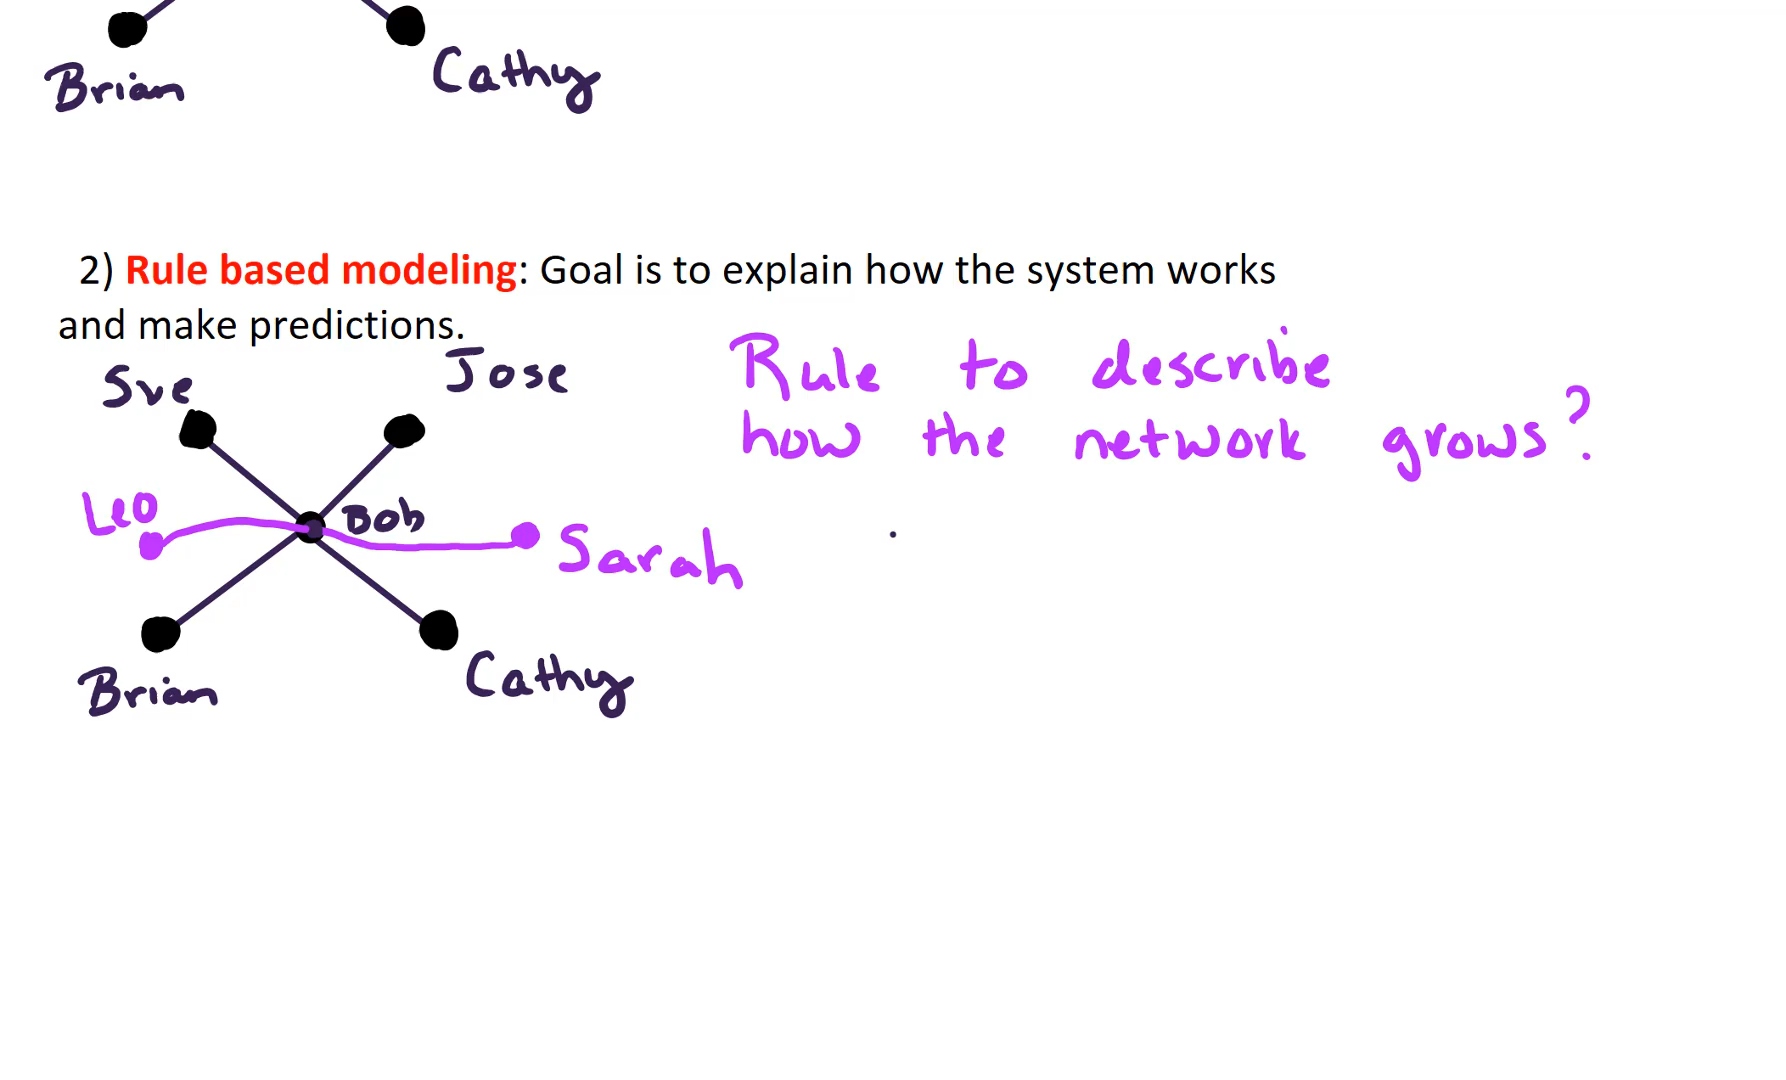 Brian
Cathy
2) Rule based modeling: Goal is to explain how the system works
and make predictions.
Sue
Jose
Rule to describe
how the network grows?
Leo
Bob
Sarah
Brian
Cathy